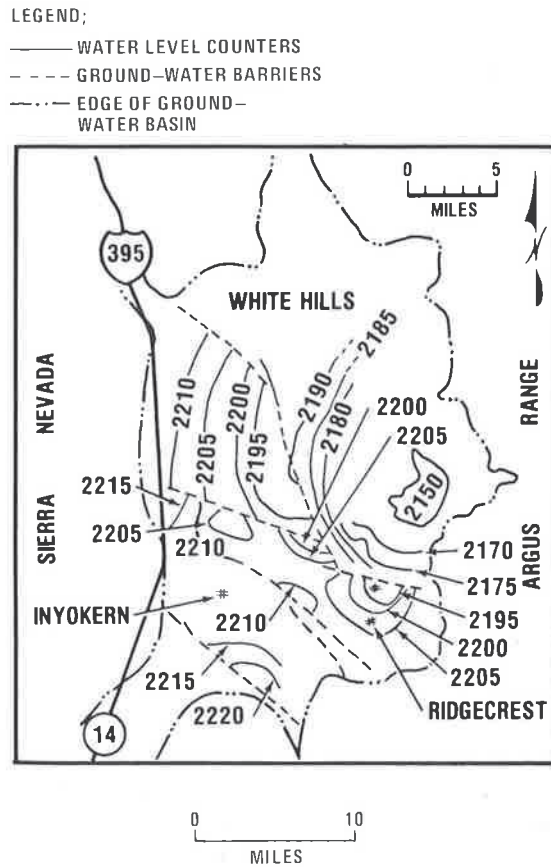 LEGEND;
WATER LEVEL COUNTERS
GROUND–WATER BARRIERS
EDGE OF GROUND–
WATER BASIN
0 5
MILES
395
WHITE HILLS
NEVADA
SIERRA
RANGE
ARGUS
2210
2205
2200
2195
2190
2185
2180
2200
2205
2150
2215
2205
2210
2170
2175
2195
2200
2205
INYOKERN
2210
2215
2220
RIDGECREST
14
0 10
MILES